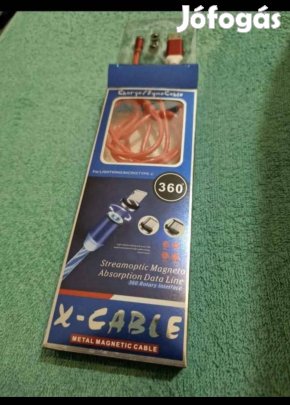 Jófogás
Charge/Sync Cable
For LIGHTNING/MICRO/TYPE-C
360°
Streamoptic Magneto
Absorption Data Line
360 Rotary Interface
X-CABLE
METAL MAGNETIC CABLE